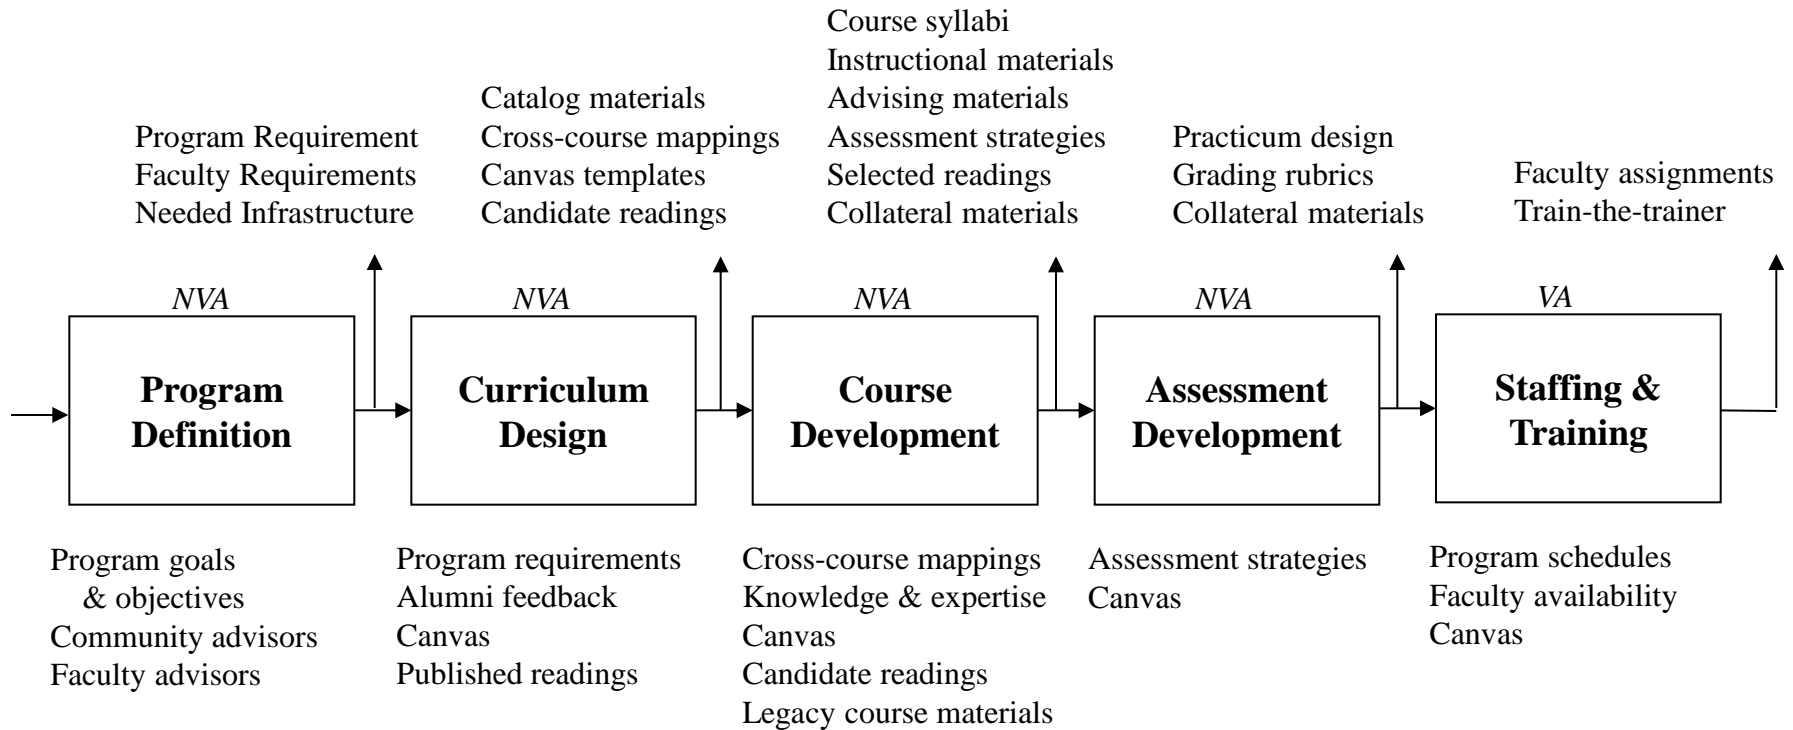 Program Requirement
Faculty Requirements
Needed Infrastructure
Catalog materials
Cross-course mappings
Canvas templates
Candidate readings
Course syllabi
Instructional materials
Advising materials
Assessment strategies
Selected readings
Collateral materials
Practicum design
Grading rubrics
Collateral materials
Faculty assignments
Train-the-trainer
NVA
Program
Definition
NVA
Curriculum
Design
NVA
Course
Development
NVA
Assessment
Development
VA
Staffing &
Training
Program goals
& objectives
Community advisors
Faculty advisors
Program requirements
Alumni feedback
Canvas
Published readings
Cross-course mappings
Knowledge & expertise
Canvas
Candidate readings
Legacy course materials
Assessment strategies
Canvas
Program schedules
Faculty availability
Canvas